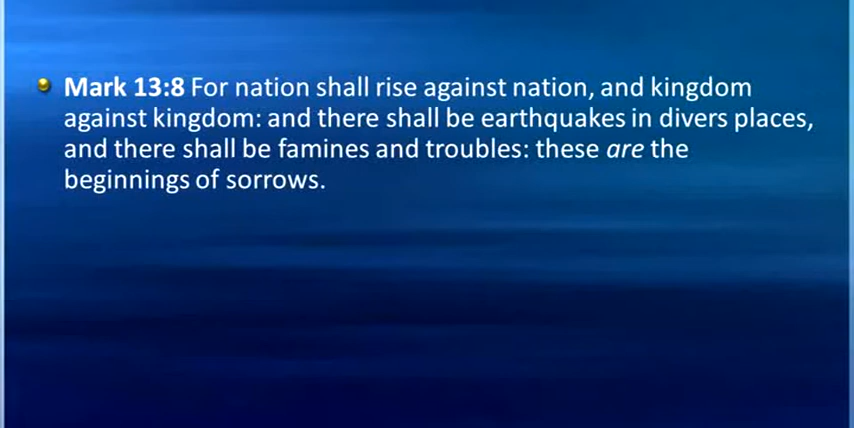 Mark 13:8 For nation shall rise against nation, and kingdom
against kingdom: and there shall be earthquakes in divers places,
and there shall be famines and troubles: these are the
beginnings of sorrows.